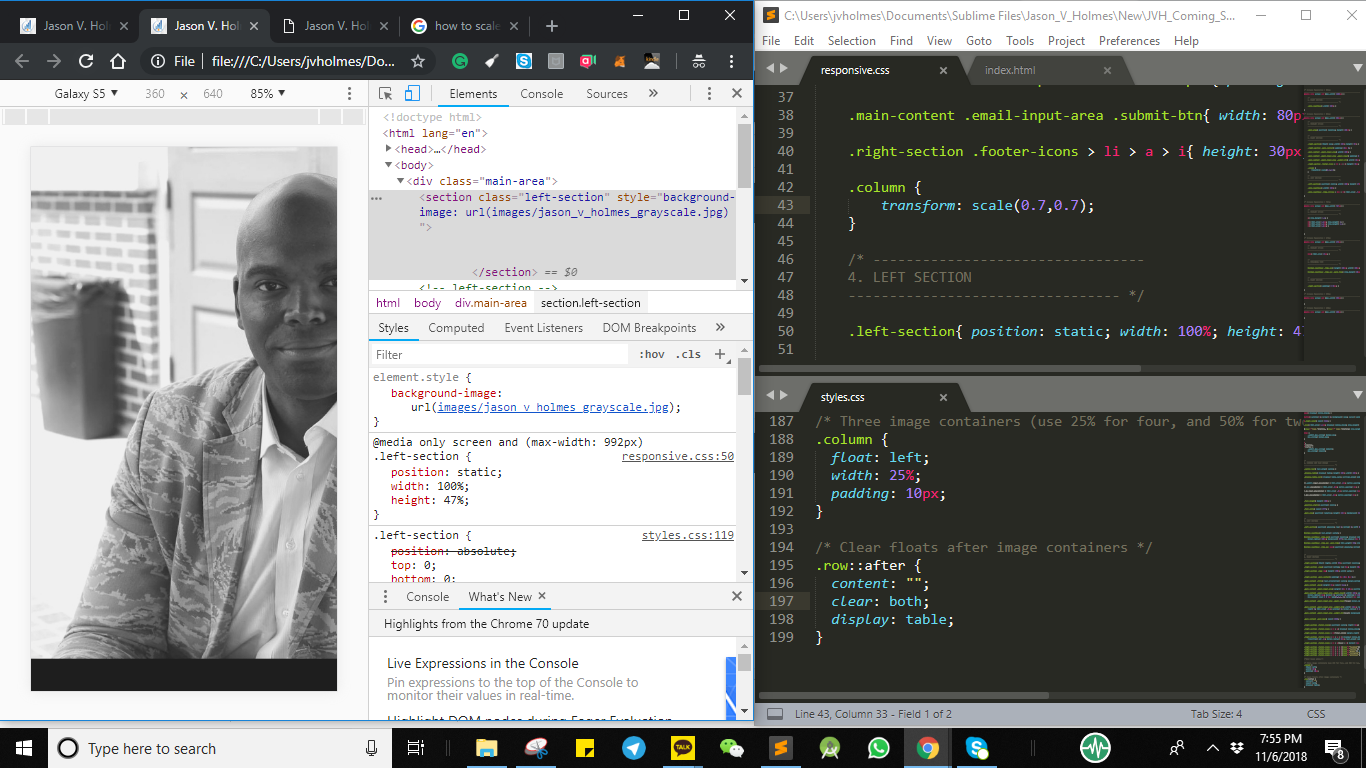 Jason V. Hol
Jason V. Hol
Jason V. Hol
how to scale
File
file:///C:/Users/jvholmes/Do...
Galaxy S5 ▼ 360 × 640 85% ▼
Elements Console Sources »
<!doctype html>
<html lang="en">
<head>…</head>
<body>
<div class="main-area">
<section class="left-section" style="background-
image: url(images/jason_v_holmes_grayscale.jpg)
">
</section> == $0
<!-- left-section -->
html body div.main-area section.left-section
Styles Computed Event Listeners DOM Breakpoints »
Filter :hov .cls +
element.style {
background-image:
url(images/jason_v_holmes_grayscale.jpg);
}
@media only screen and (max-width: 992px)
.left-section { responsive.css:50
position: static;
width: 100%;
height: 47%;
}
.left-section { styles.css:119
position: absolute;
top: 0;
bottom: 0;
Console What's New ×
Highlights from the Chrome 70 update
Live Expressions in the Console
Pin expressions to the top of the Console to
monitor their values in real-time.
Highlight DOM nodes during Eager Evaluation
C:\Users\jvholmes\Documents\Sublime Files\Jason_V_Holmes\New\JVH_Coming_S...
File Edit Selection Find View Goto Tools Project Preferences Help
responsive.css × index.html ×
37
38 .main-content .email-input-area .submit-btn{ width: 80p
39
40 .right-section .footer-icons > li > a > i{ height: 30px
41
42 .column {
43 transform: scale(0.7,0.7);
44 }
45
46 /* --------------------------------
47 4. LEFT SECTION
48 -------------------------------- */
49
50 .left-section{ position: static; width: 100%; height: 47
51
styles.css ×
187 /* Three image containers (use 25% for four, and 50% for tw
188 .column {
189 float: left;
190 width: 25%;
191 padding: 10px;
192 }
193
194 /* Clear floats after image containers */
195 .row::after {
196 content: "";
197 clear: both;
198 display: table;
199 }
Line 43, Column 33 - Field 1 of 2 Tab Size: 4 CSS
Type here to search
TALK
7:55 PM
11/6/2018
8